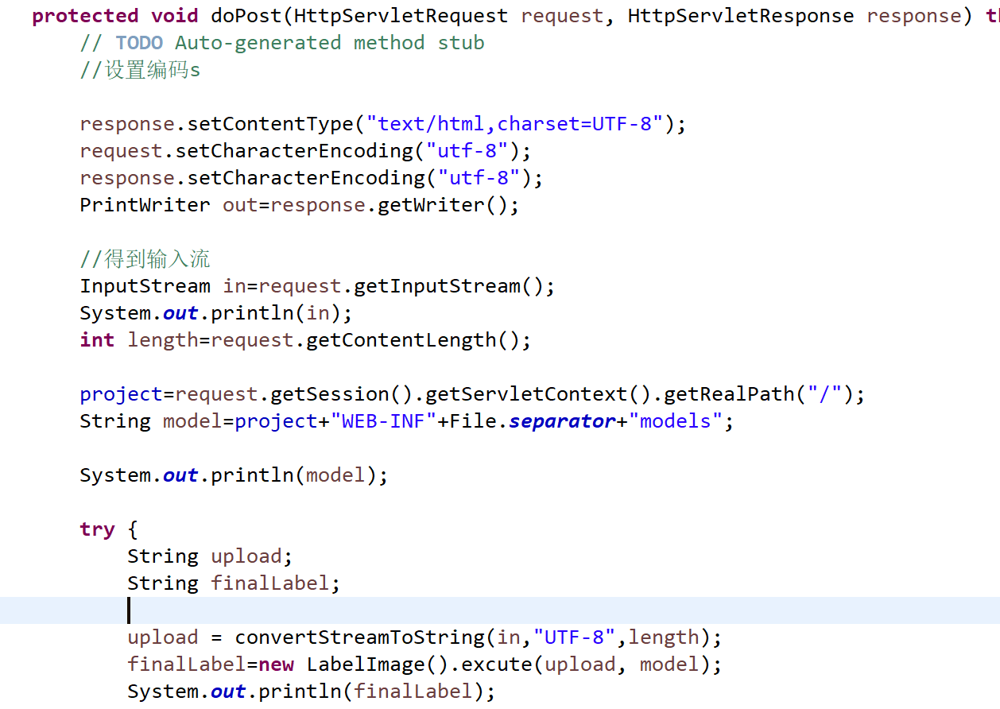 protected void doPost(HttpServletRequest request, HttpServletResponse response) th
// TODO Auto-generated method stub
//设置编码s
response.setContentType("text/html,charset=UTF-8");
request.setCharacterEncoding("utf-8");
response.setCharacterEncoding("utf-8");
PrintWriter out=response.getWriter();
//得到输入流
InputStream in=request.getInputStream();
System.out.println(in);
int length=request.getContentLength();
project=request.getSession().getServletContext().getRealPath("/");
String model=project+"WEB-INF"+File.separator+"models";
System.out.println(model);
try {
String upload;
String finalLabel;
upload = convertStreamToString(in,"UTF-8",length);
finalLabel=new LabelImage().excute(upload, model);
System.out.println(finalLabel);